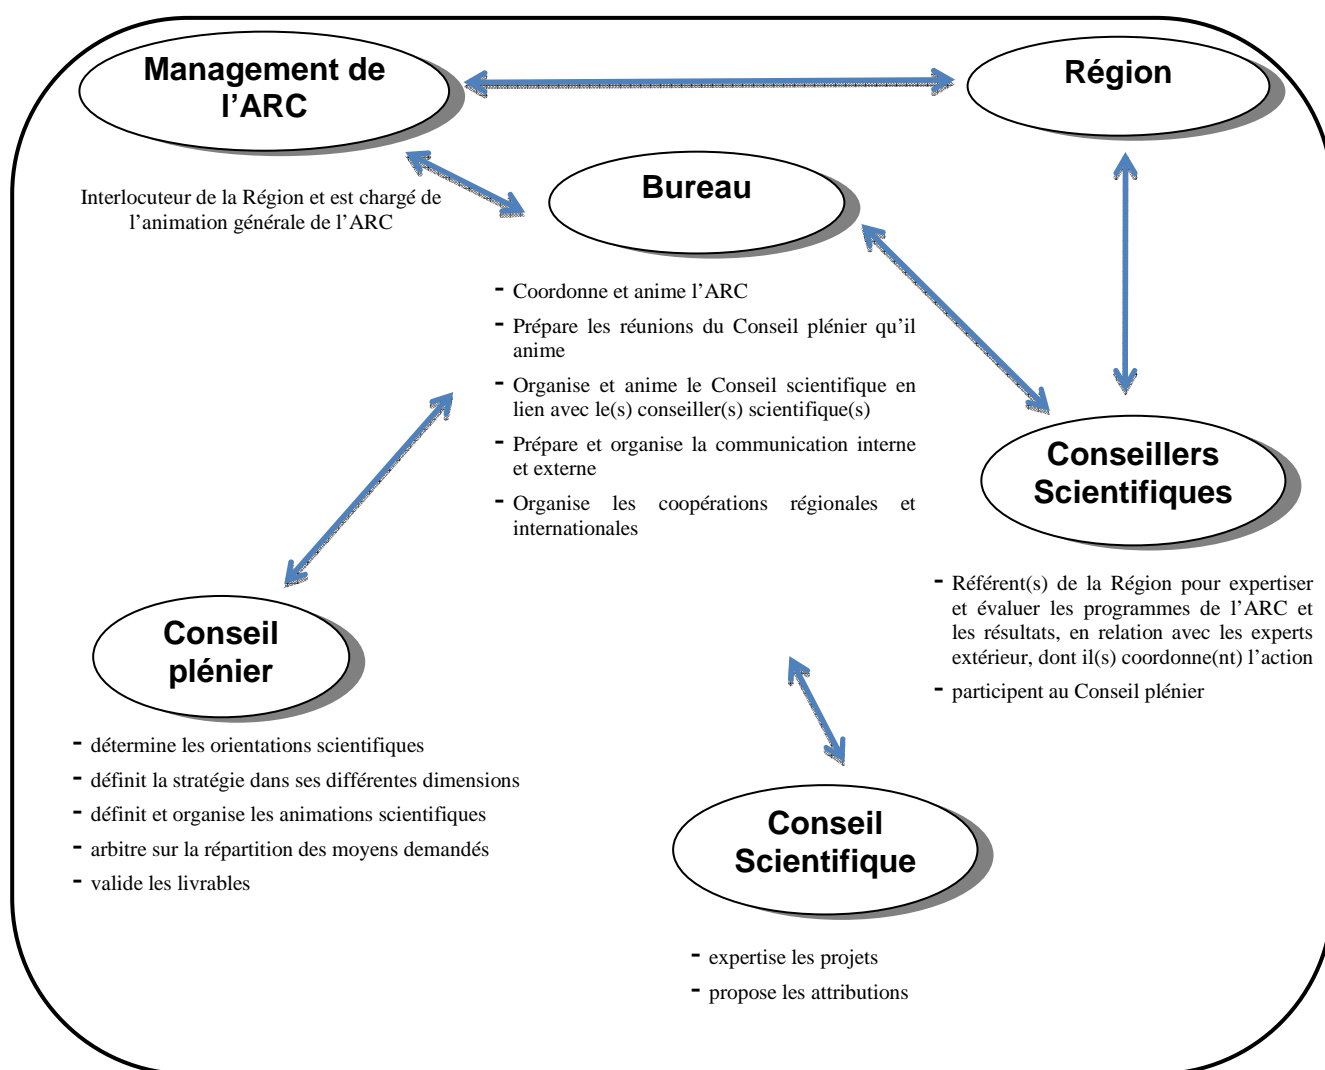 Management de
l'ARC
Région
Interlocuteur de la Région et est chargé de
l'animation générale de l'ARC
Bureau
- Coordonne et anime l'ARC
- Prépare les réunions du Conseil plénier qu'il
anime
- Organise et anime le Conseil scientifique en
lien avec le(s) conseiller(s) scientifique(s)
- Prépare et organise la communication interne
et externe
- Organise les coopérations régionales et
internationales
Conseillers
Scientifiques
- Référent(s) de la Région pour expertiser
et évaluer les programmes de l'ARC et
les résultats, en relation avec les experts
extérieur, dont il(s) coordonne(nt) l'action
- participent au Conseil plénier
Conseil
plénier
- détermine les orientations scientifiques
- définit la stratégie dans ses différentes dimensions
- définit et organise les animations scientifiques
- arbitre sur la répartition des moyens demandés
- valide les livrables
Conseil
Scientifique
- expertise les projets
- propose les attributions